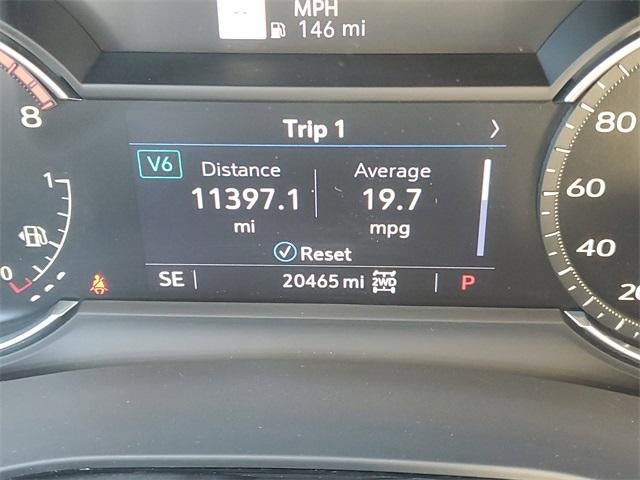 MPH
146 mi
Trip 1
V6
Distance
Average
11397.1
19.7
mi
mpg
Reset
SE
20465 mi
2WD
P
8
1
0
80
60
40
20